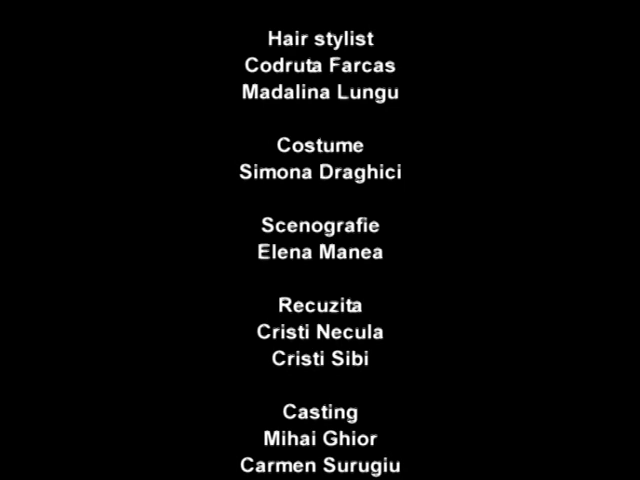 Hair stylist
Codruta Farcas
Madalina Lungu
Costume
Simona Draghici
Scenografie
Elena Manea
Recuzita
Cristi Necula
Cristi Sibi
Casting
Mihai Ghior
Carmen Surugiu